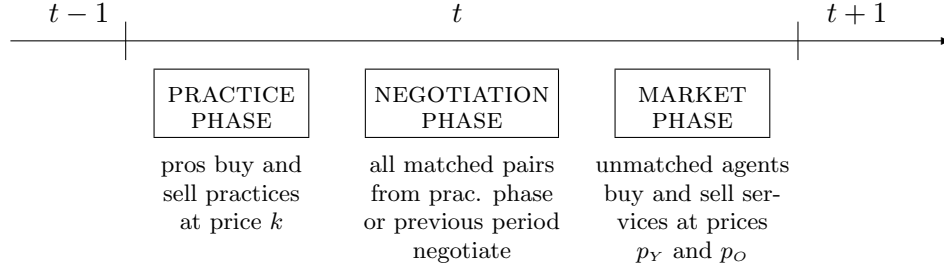 t − 1 t t + 1
PRACTICE PHASE
pros buy and
sell practices
at price k
NEGOTIATION PHASE
all matched pairs
from prac. phase
or previous period
negotiate
MARKET PHASE
unmatched agents
buy and sell ser-
vices at prices
p_Y and p_O